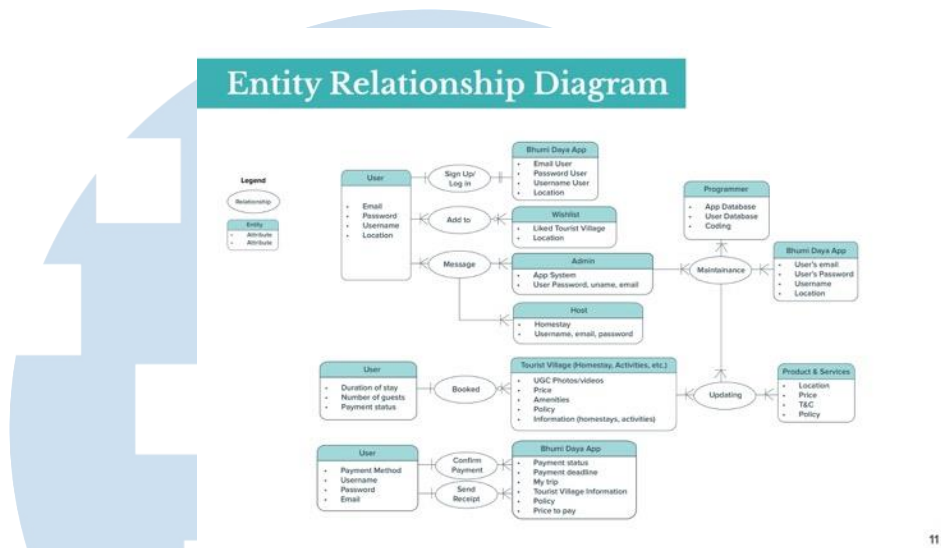 Entity Relationship Diagram
Legend
Relationship
Entity
Attribute
Attribute
User
Email
Password
Username
Location
Sign Up/
Log in
Add to
Message
Bhumi Daya App
Email User
Password User
Username User
Location
Wishlist
Liked Tourist Village
Location
Admin
App System
User Password, uname, email
Host
Homestay
Username, email, password
Programmer
App Database
User Database
Coding
Maintainance
Bhumi Daya App
User's email
User's Password
Username
Location
User
Duration of stay
Number of guests
Payment status
Booked
Tourist Village (Homestay, Activities, etc.)
UGC Photos/videos
Price
Amenities
Policy
Information (homestays, activities)
Updating
Product & Services
Location
Price
T&C
Policy
User
Payment Method
Username
Password
Email
Confirm
Payment
Send
Receipt
Bhumi Daya App
Payment status
Payment deadline
My trip
Tourist Village Information
Policy
Price to pay
11